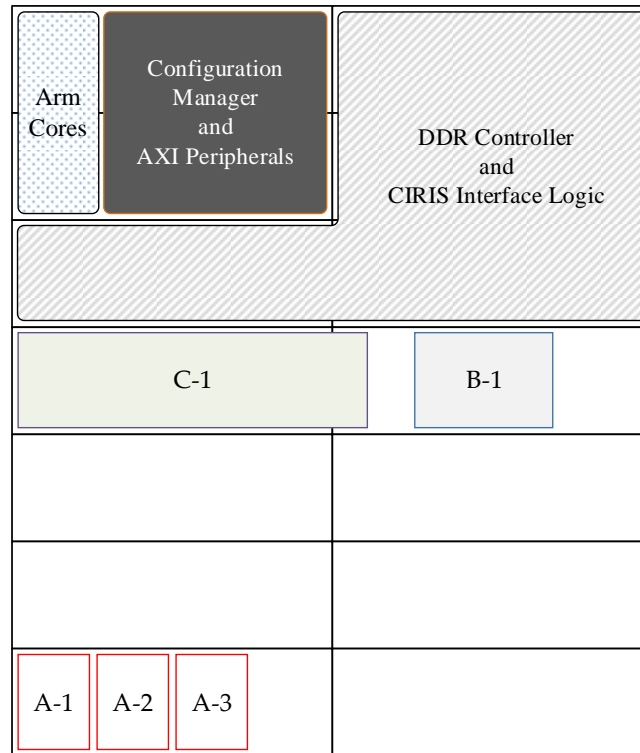 Arm
Cores
Configuration
Manager
and
AXI Peripherals
DDR Controller
and
CIRIS Interface Logic
C-1
B-1
A-1
A-2
A-3